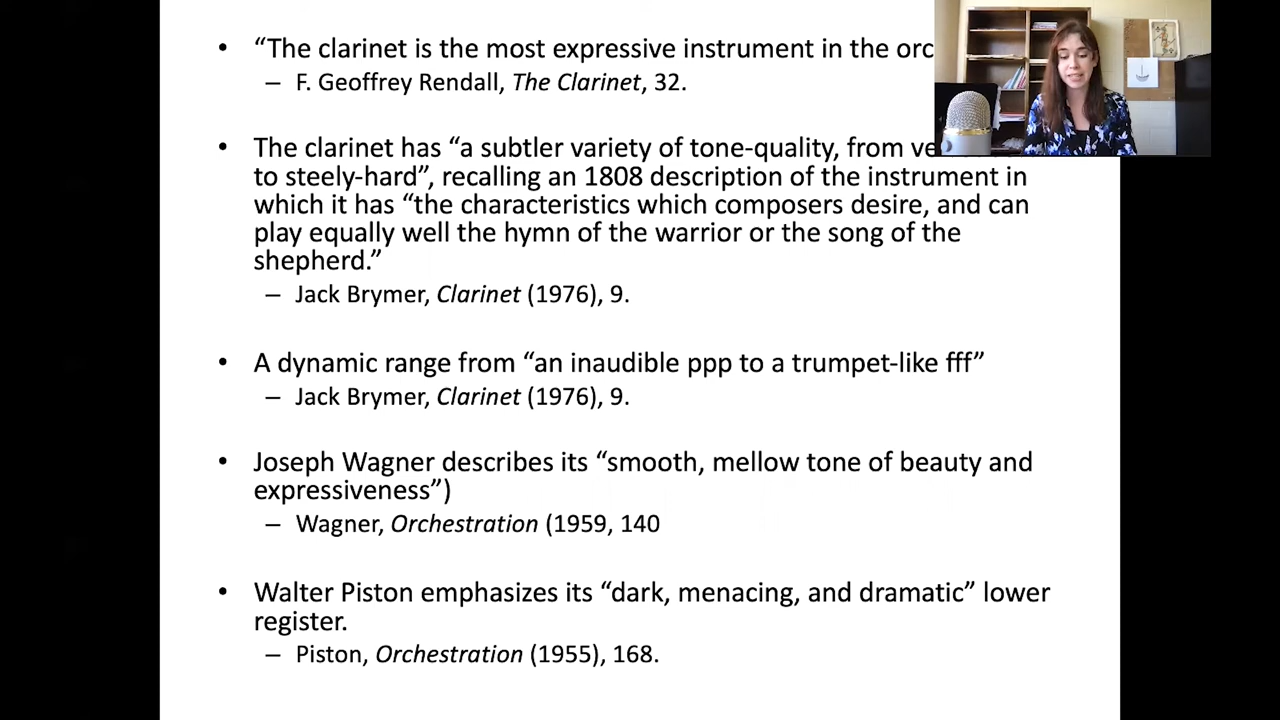 • “The clarinet is the most expressive instrument in the
– F. Geoffrey Rendall, The Clarinet, 32.
• The clarinet has “a subtler variety of tone-quality, from
to steely-hard”, recalling an 1808 description of the instrument in
which it has “the characteristics which composers desire, and can
play equally well the hymn of the warrior or the song of the
shepherd.”
– Jack Brymer, Clarinet (1976), 9.
• A dynamic range from “an inaudible ppp to a trumpet-like fff”
– Jack Brymer, Clarinet (1976), 9.
• Joseph Wagner describes its “smooth, mellow tone of beauty and
expressiveness”)
– Wagner, Orchestration (1959, 140
• Walter Piston emphasizes its “dark, menacing, and dramatic” lower
register.
– Piston, Orchestration (1955), 168.